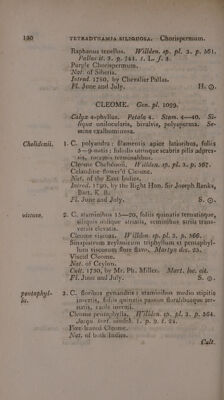 190 TETRADYNAMIA SILIQUOSA. Chorispermum.
Raphanus tenellus. Willden. sp. pl. 3. p. 561.
Pallas it. 3. p. 741. t. L. f. 3.
Purple Chorispermum.
Nat. of Siberia.
Introd. 1780, by Chevalier Pallas.
Fl. June and July. H. ☉.
CLEOME. Gen. pl. 1099.
Calyx 4-phyllus. Petala 4. Stam. 4—40. Si-
liqua unilocularis, bivalvis, polysperma. Se-
mina exalbuminosa.
Chelidonii. 1. C. polyandra: filamentis apice latioribus, foliis
5—9-natis; foliolis utrinque scabris pilis adpres-
sis, racemis terminalibus.
Cleome Chelidonii. Willden. sp. pl. 3. p. 567.
Celandine-flower'd Cleome.
Nat. of the East Indies.
Introd. 1790, by the Right Hon. Sir Joseph Banks,
Bart. K. B.
Fl. June and July. S. ☉.
viscosa. 2. C. staminibus 15—20, foliis quinatis ternatisque,
siliquis oblique striatis, seminibus striis trans-
versis elevatis.
Cleome viscosa. Willden. sp. pl. 3. p. 566.
Sinapistrum zeylanicum triphyllum et pentaphyl-
lum viscosum flore flavo. Martyn dec. 25.
Viscid Cleome.
Nat. of Ceylon.
Cult. 1730, by Mr. Ph. Miller. Mart. loc. cit.
Fl. June and July. S. ☉.
pentaphyl-
la. 3. C. floribus gynandris: staminibus medio stipitis
insertis, foliis quinatis passim floralibusque ter-
natis, caule inermi.
Cleome pentaphylla. Willden. sp. pl. 3. p. 564.
Jacqu. hort. vindob. 1. p. 9. t. 24.
Five-leaved Cleome.
Nat. of both Indies.
Cult.